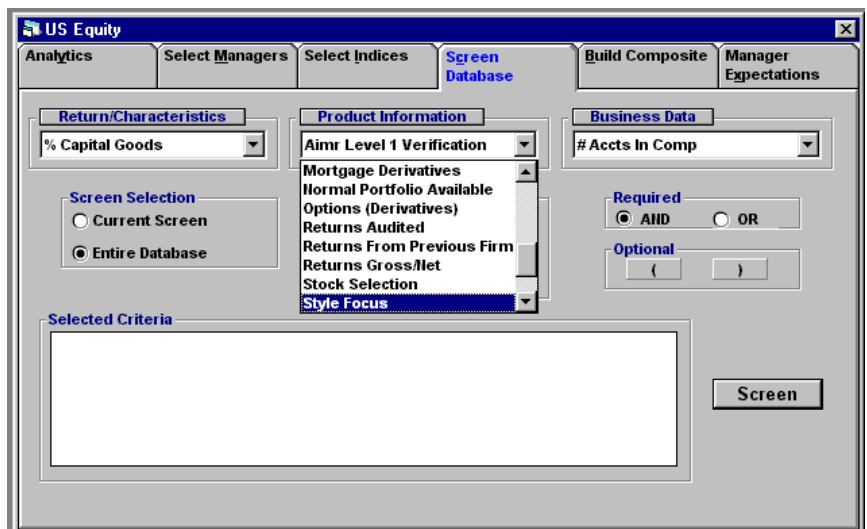 US Equity
Analytics
Select Managers
Select Indices
Screen
Database
Build Composite
Manager
Expectations
Return/Characteristics
Product Information
Business Data
% Capital Goods
Aimr Level 1 Verification
# Accts In Comp
Mortgage Derivatives
Normal Portfolio Available
Options (Derivatives)
Returns Audited
Returns From Previous Firm
Returns Gross/Net
Stock Selection
Style Focus
Screen Selection
Current Screen
Entire Database
Required
AND OR
Optional
( )
Selected Criteria
Screen